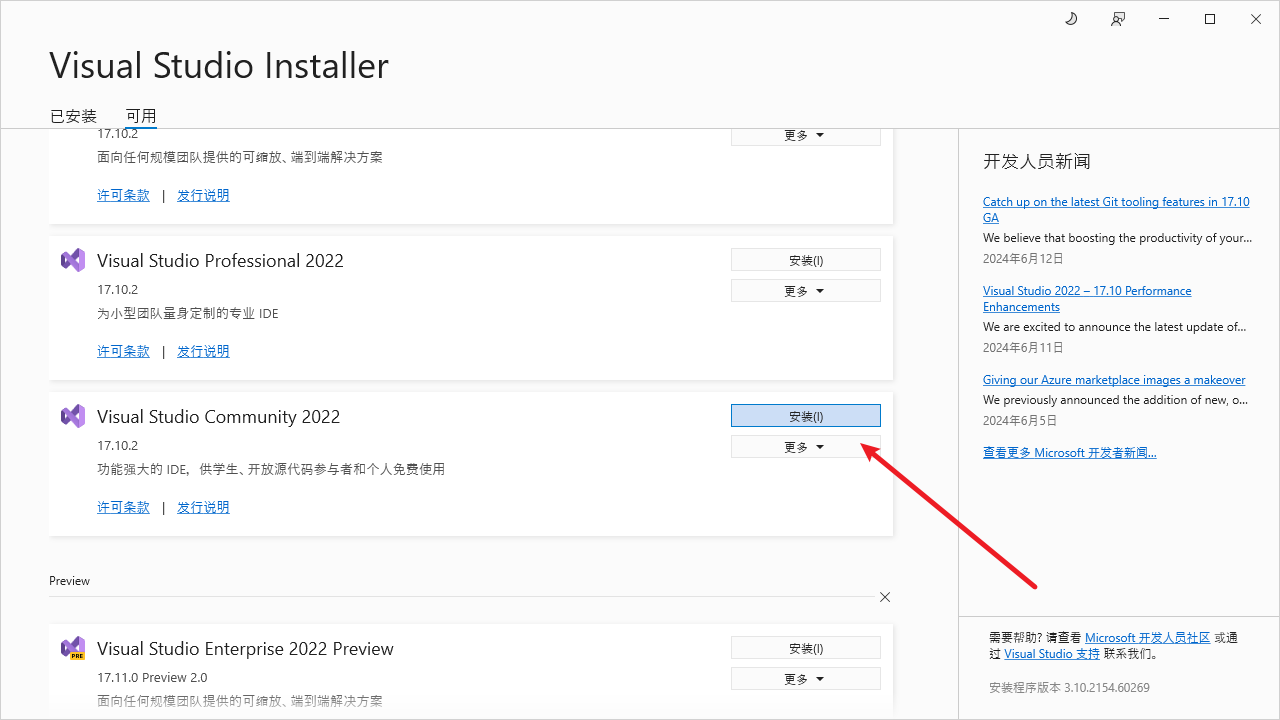 Visual Studio Installer
已安装
可用
17.10.2
更多
面向任何规模团队提供的可缩放、端到端解决方案
许可条款 | 发行说明
Visual Studio Professional 2022
安装(I)
17.10.2
更多
为小型团队量身定制的专业 IDE
许可条款 | 发行说明
Visual Studio Community 2022
安装(I)
17.10.2
更多
功能强大的 IDE，供学生、开放源代码参与者和个人免费使用
许可条款 | 发行说明
Preview
PRE
Visual Studio Enterprise 2022 Preview
安装(I)
17.11.0 Preview 2.0
更多
面向任何规模团队提供的可缩放、端到端解决方案
开发人员新闻
Catch up on the latest Git tooling features in 17.10
GA
We believe that boosting the productivity of your...
2024年6月12日
Visual Studio 2022 – 17.10 Performance
Enhancements
We are excited to announce the latest update of...
2024年6月11日
Giving our Azure marketplace images a makeover
We previously announced the addition of new, o...
2024年6月5日
查看更多 Microsoft 开发者新闻...
需要帮助? 请查看 Microsoft 开发人员社区 或通
过 Visual Studio 支持 联系我们。
安装程序版本 3.10.2154.60269